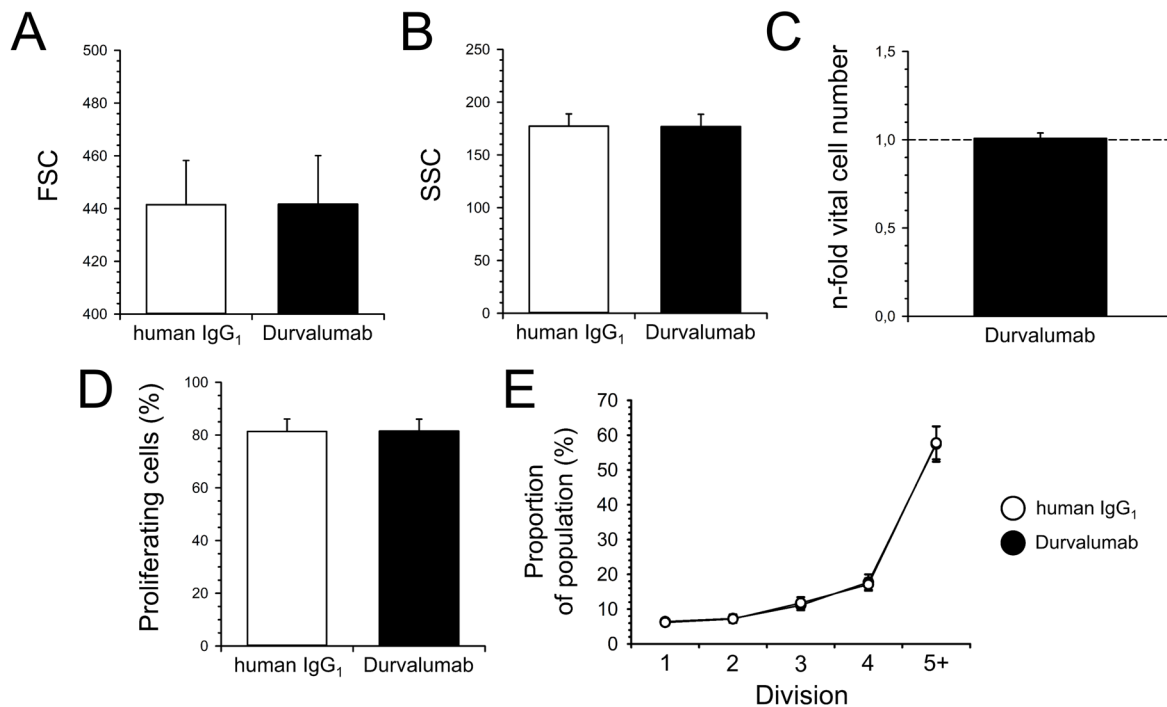 A
FSC
500
480
460
440
420
400
human IgG₁
Durvalumab
B
SSC
250
200
150
100
50
0
human IgG₁
Durvalumab
C
n-fold vital cell number
1,5
1,0
0,5
0,0
Durvalumab
D
Proliferating cells (%)
100
80
60
40
20
0
human IgG₁
Durvalumab
E
Proportion
of population (%)
70
60
50
40
30
20
10
0
1
2
3
4
5+
Division
human IgG₁
Durvalumab